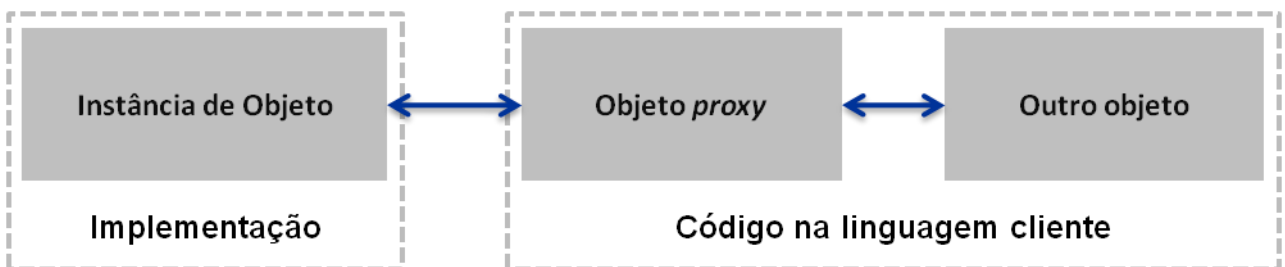 Instância de Objeto
Objeto proxy
Outro objeto
Implementação
Código na linguagem cliente